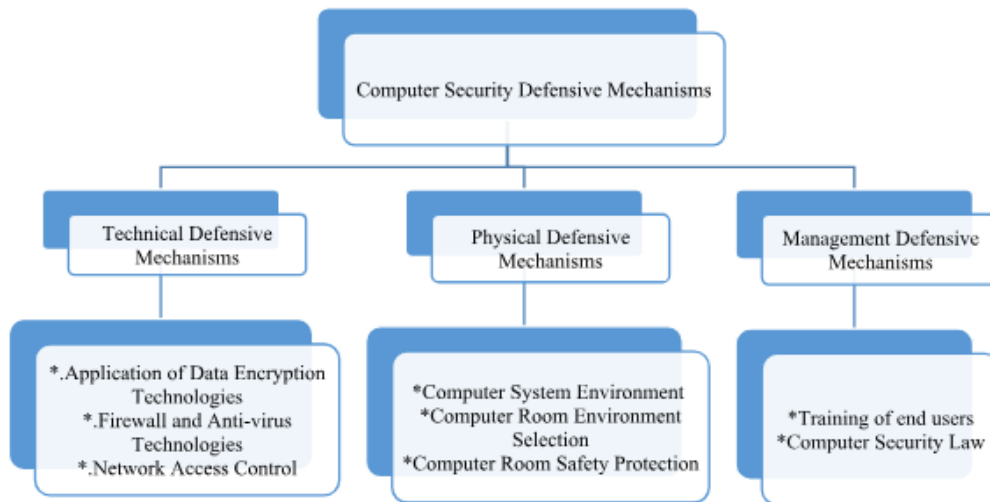 Computer Security Defensive Mechanisms
Technical Defensive
Mechanisms
Physical Defensive
Mechanisms
Management Defensive
Mechanisms
*.Application of Data Encryption
Technologies
*.Firewall and Anti-virus
Technologies
*.Network Access Control
*Computer System Environment
*Computer Room Environment
Selection
*Computer Room Safety Protection
*Training of end users
*Computer Security Law